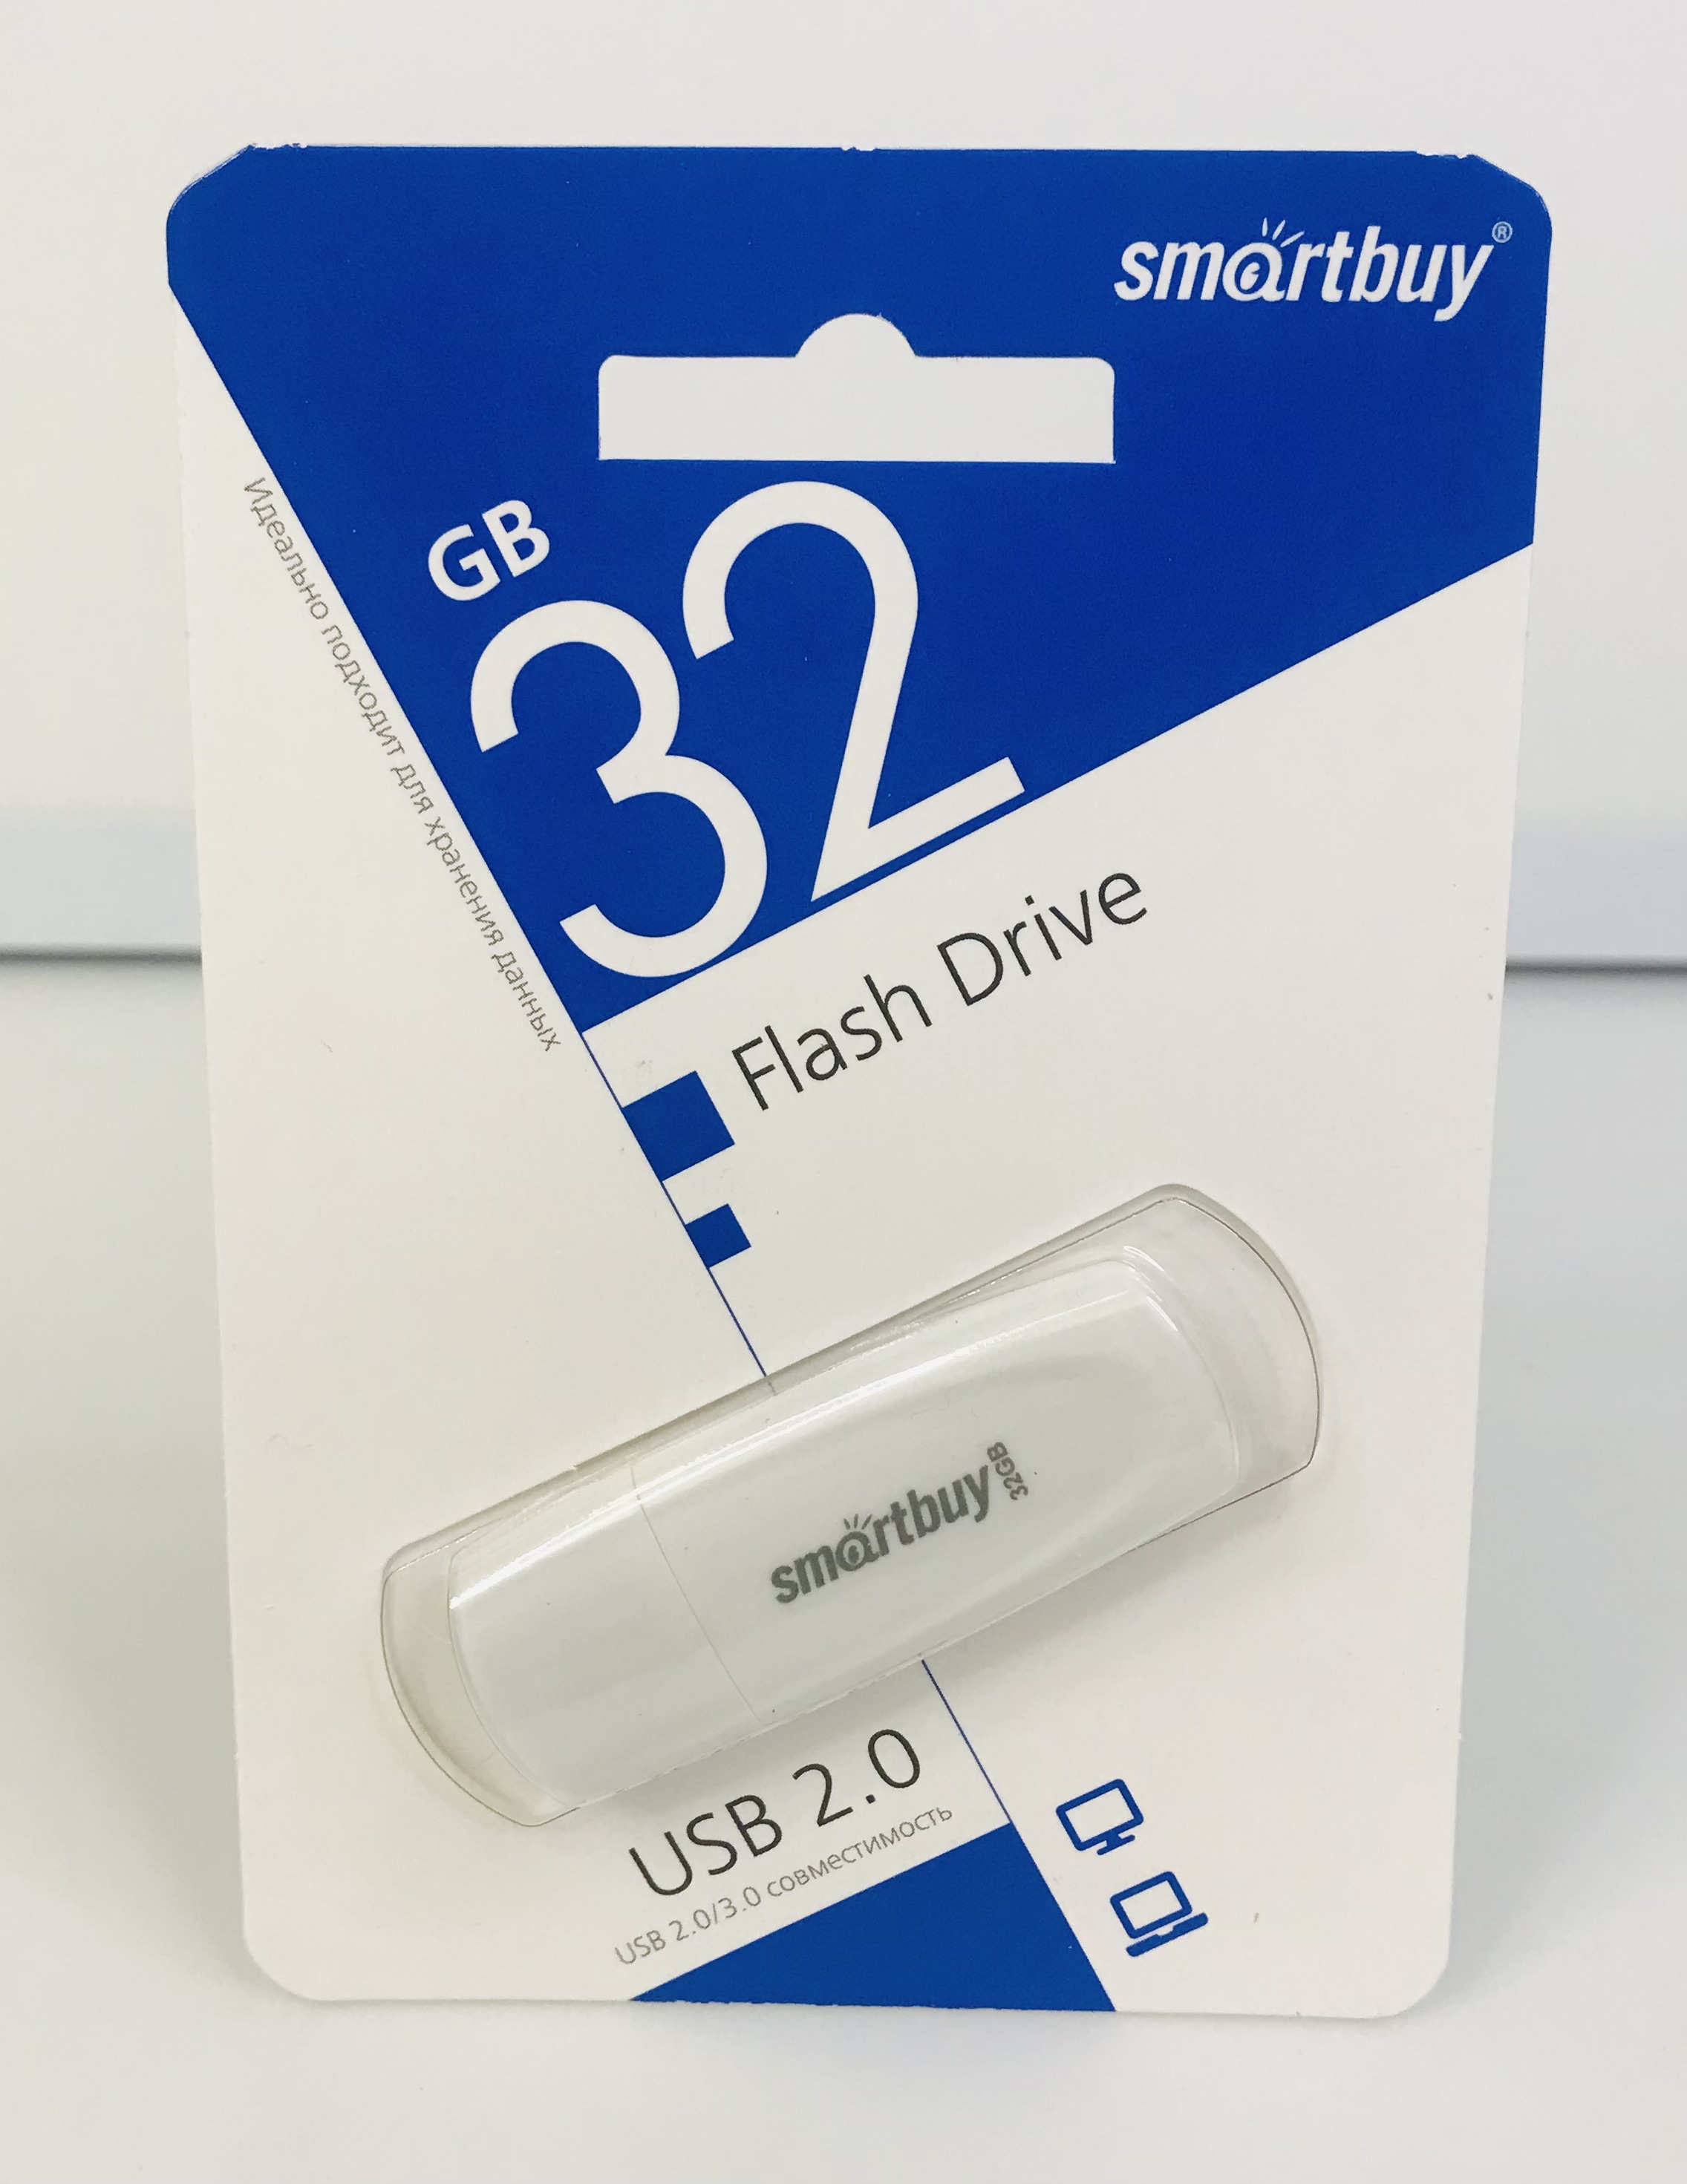 smartbuy®
GB
32
Идеально подходит для хранения данных
Flash Drive
smartbuy 32GB
USB 2.0
USB 2.0/3.0 совместимость